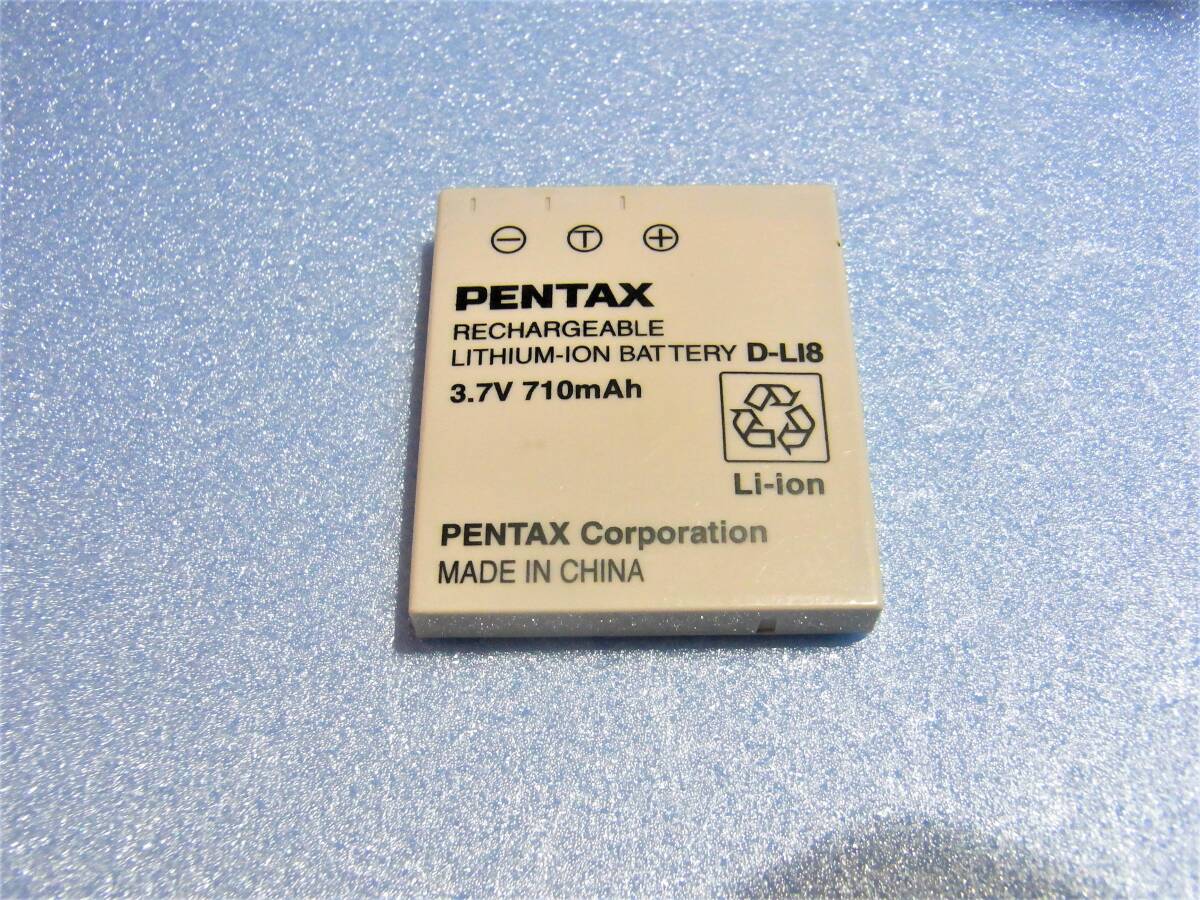 ⊖ Ⓣ ⊕
PENTAX
RECHARGEABLE
LITHIUM-ION BATTERY D-LI8
3.7V 710mAh
Li-ion
PENTAX Corporation
MADE IN CHINA